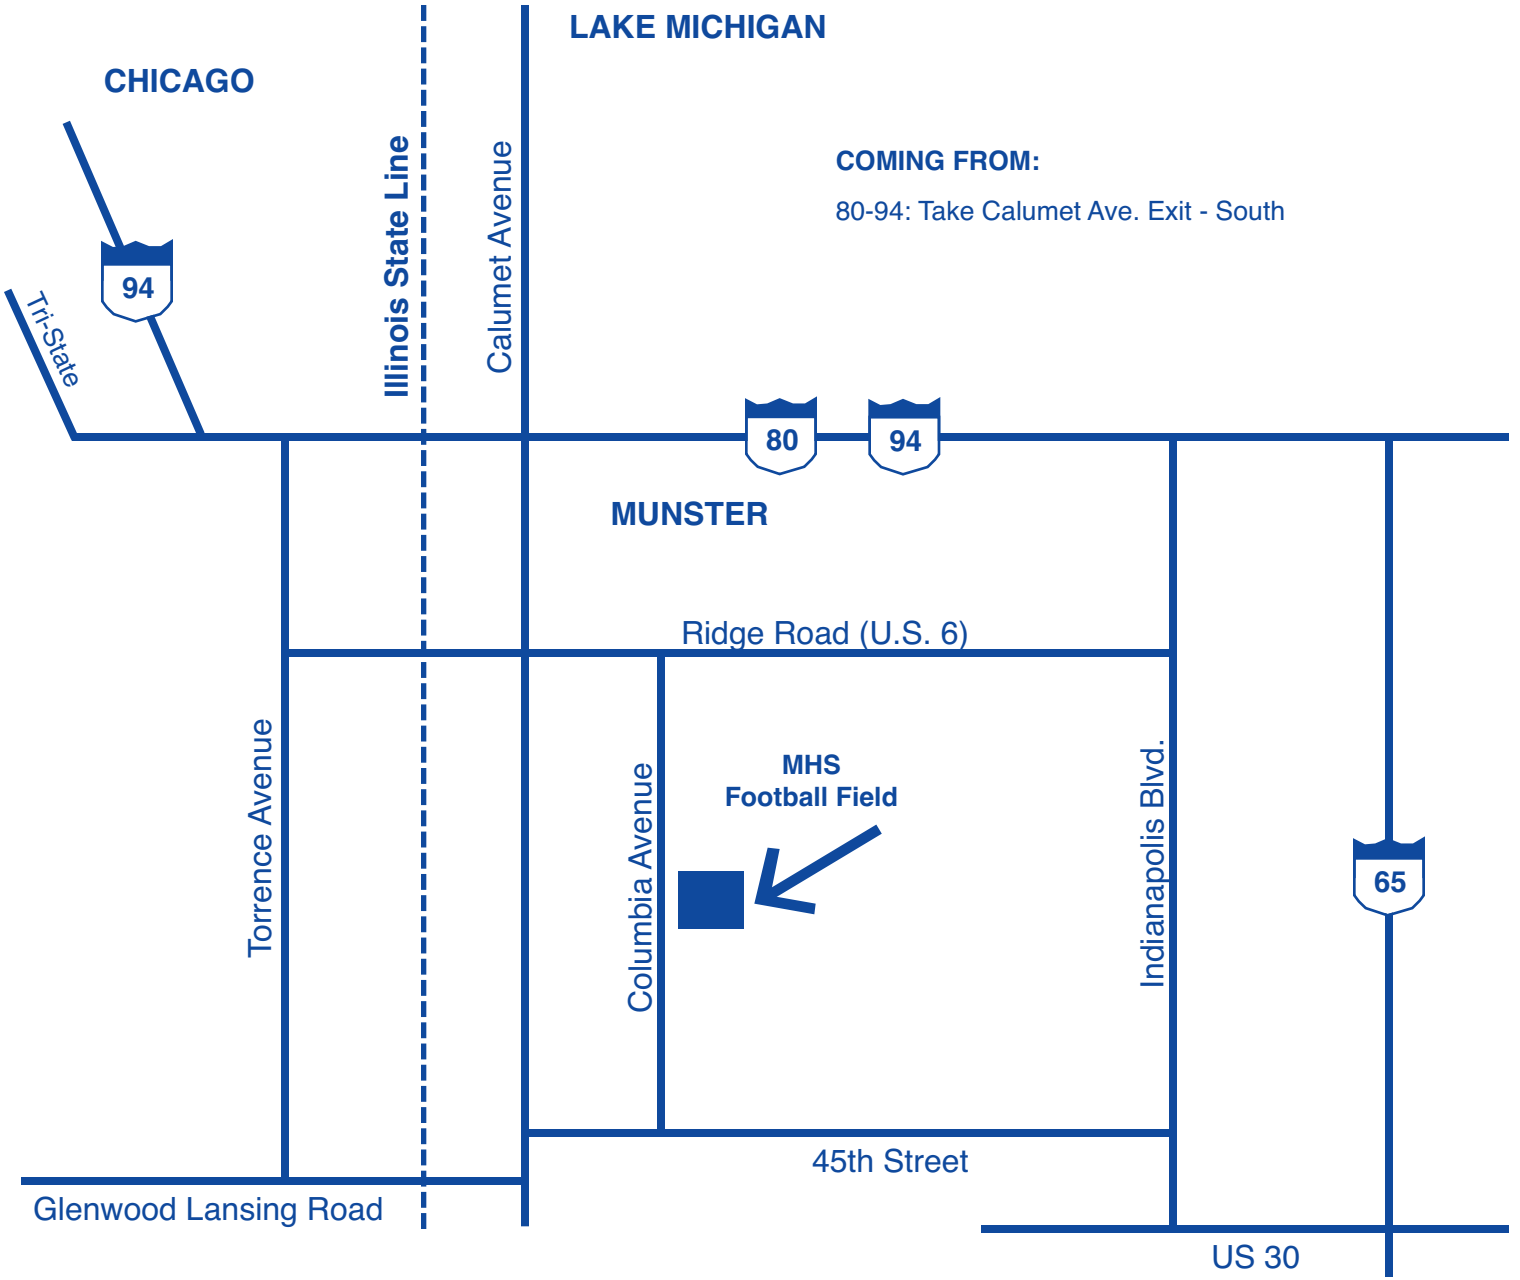 LAKE MICHIGAN
CHICAGO
Illinois State Line
Calumet Avenue
COMING FROM:
80-94: Take Calumet Ave. Exit - South
94
Tri-State
80
94
MUNSTER
Ridge Road (U.S. 6)
Torrence Avenue
Columbia Avenue
MHS
Football Field
Indianapolis Blvd.
65
45th Street
Glenwood Lansing Road
US 30